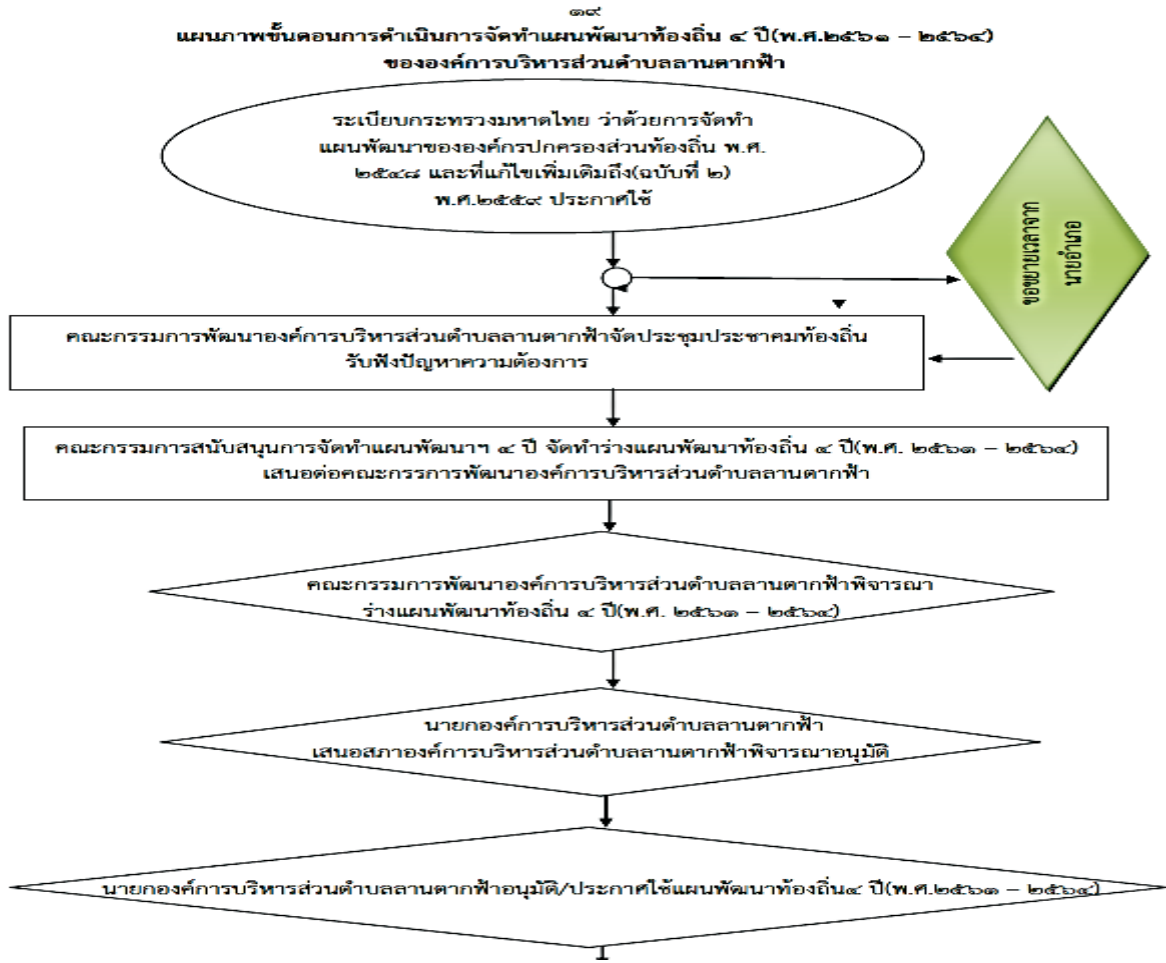 ๑๙
แผนภาพขั้นตอนการดำเนินการจัดทำแผนพัฒนาท้องถิ่น ๔ ปี(พ.ศ.๒๕๖๑ – ๒๕๖๔)
ขององค์การบริหารส่วนตำบลลานตากฟ้า
ระเบียบกระทรวงมหาดไทย ว่าด้วยการจัดทำ
แผนพัฒนาขององค์กรปกครองส่วนท้องถิ่น พ.ศ.
๒๕๔๘ และที่แก้ไขเพิ่มเติมถึง(ฉบับที่ ๒)
พ.ศ.๒๕๕๙ ประกาศใช้
ขอขยายเวลาจาก
นายอำเภอ
คณะกรรมการพัฒนาองค์การบริหารส่วนตำบลลานตากฟ้าจัดประชุมประชาคมท้องถิ่น
รับฟังปัญหาความต้องการ
คณะกรรมการสนับสนุนการจัดทำแผนพัฒนาฯ ๔ ปี จัดทำร่างแผนพัฒนาท้องถิ่น ๔ ปี(พ.ศ. ๒๕๖๑ – ๒๕๖๔)
เสนอต่อคณะกรรการพัฒนาองค์การบริหารส่วนตำบลลานตากฟ้า
คณะกรรมการพัฒนาองค์การบริหารส่วนตำบลลานตากฟ้าพิจารณา
ร่างแผนพัฒนาท้องถิ่น ๔ ปี(พ.ศ. ๒๕๖๑ – ๒๕๖๔)
นายกองค์การบริหารส่วนตำบลลานตากฟ้า
เสนอสภาองค์การบริหารส่วนตำบลลานตากฟ้าพิจารณาอนุมัติ
นายกองค์การบริหารส่วนตำบลลานตากฟ้าอนุมัติ/ประกาศใช้แผนพัฒนาท้องถิ่น๔ ปี(พ.ศ.๒๕๖๑ – ๒๕๖๔)